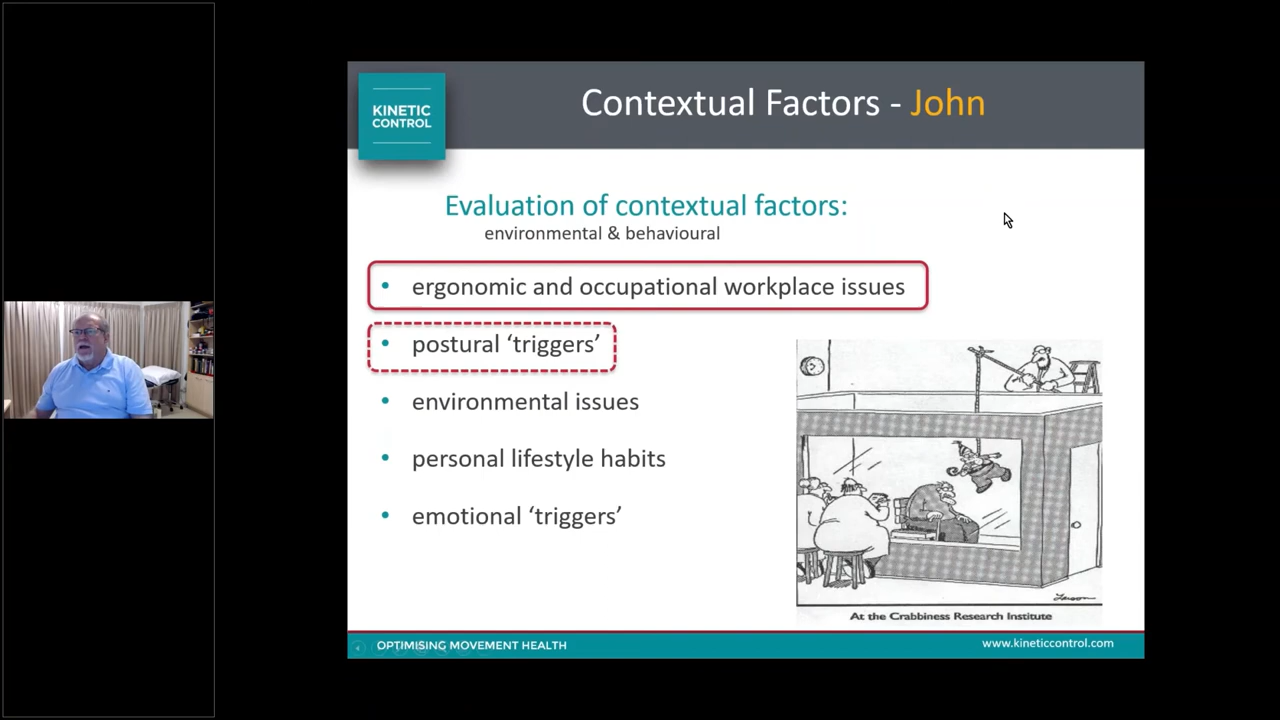 KINETIC
CONTROL
Contextual Factors - John
Evaluation of contextual factors:
environmental & behavioural
• ergonomic and occupational workplace issues
• postural ‘triggers’
• environmental issues
• personal lifestyle habits
• emotional ‘triggers’
Larson
At the Crabbiness Research Institute
OPTIMISING MOVEMENT HEALTH
www.kineticcontrol.com